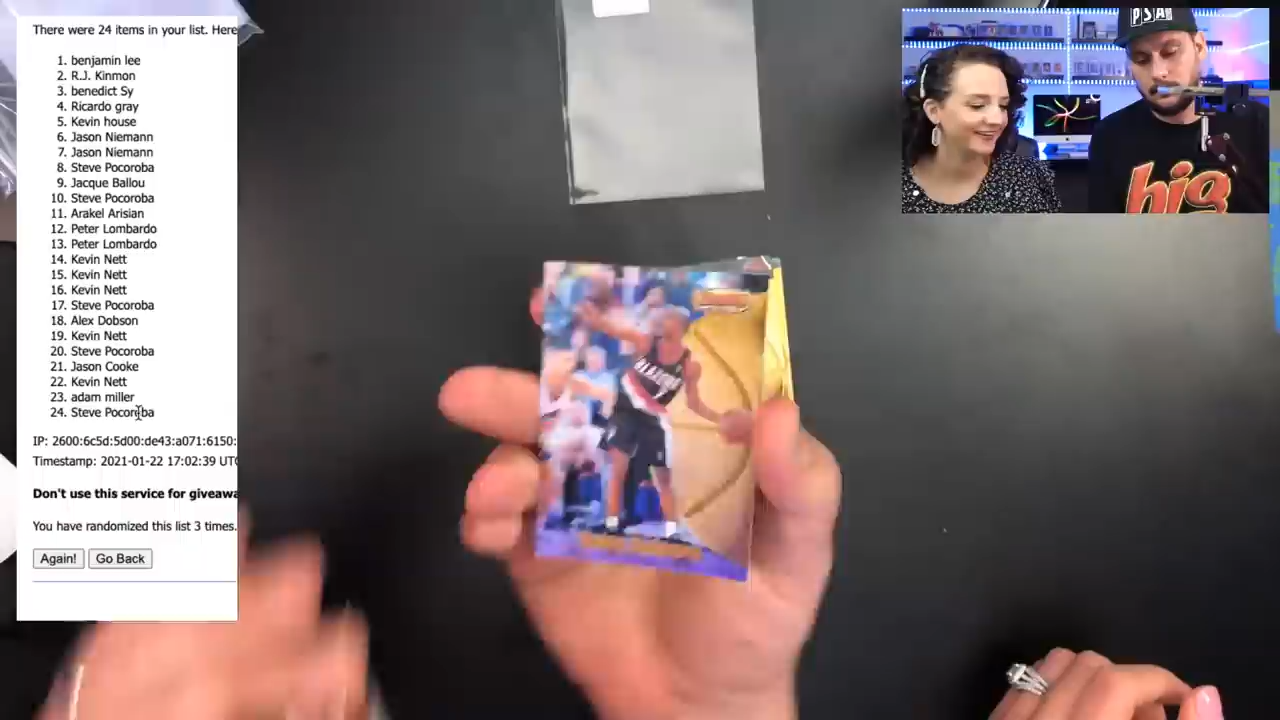 There were 24 items in your list. Here
1. benjamin lee
2. R.J. Kinmon
3. benedict Sy
4. Ricardo gray
5. Kevin house
6. Jason Niemann
7. Jason Niemann
8. Steve Pocoroba
9. Jacque Ballou
10. Steve Pocoroba
11. Arakel Arisian
12. Peter Lombardo
13. Peter Lombardo
14. Kevin Nett
15. Kevin Nett
16. Kevin Nett
17. Steve Pocoroba
18. Alex Dobson
19. Kevin Nett
20. Steve Pocoroba
21. Jason Cooke
22. Kevin Nett
23. adam miller
24. Steve Pocoroba
IP: 2600:6c5d:5d00:de43:a071:6150:
Timestamp: 2021-01-22 17:02:39 UTC
Don't use this service for giveawa
You have randomized this list 3 times.
Again! Go Back
PSA
big
BLAZERS